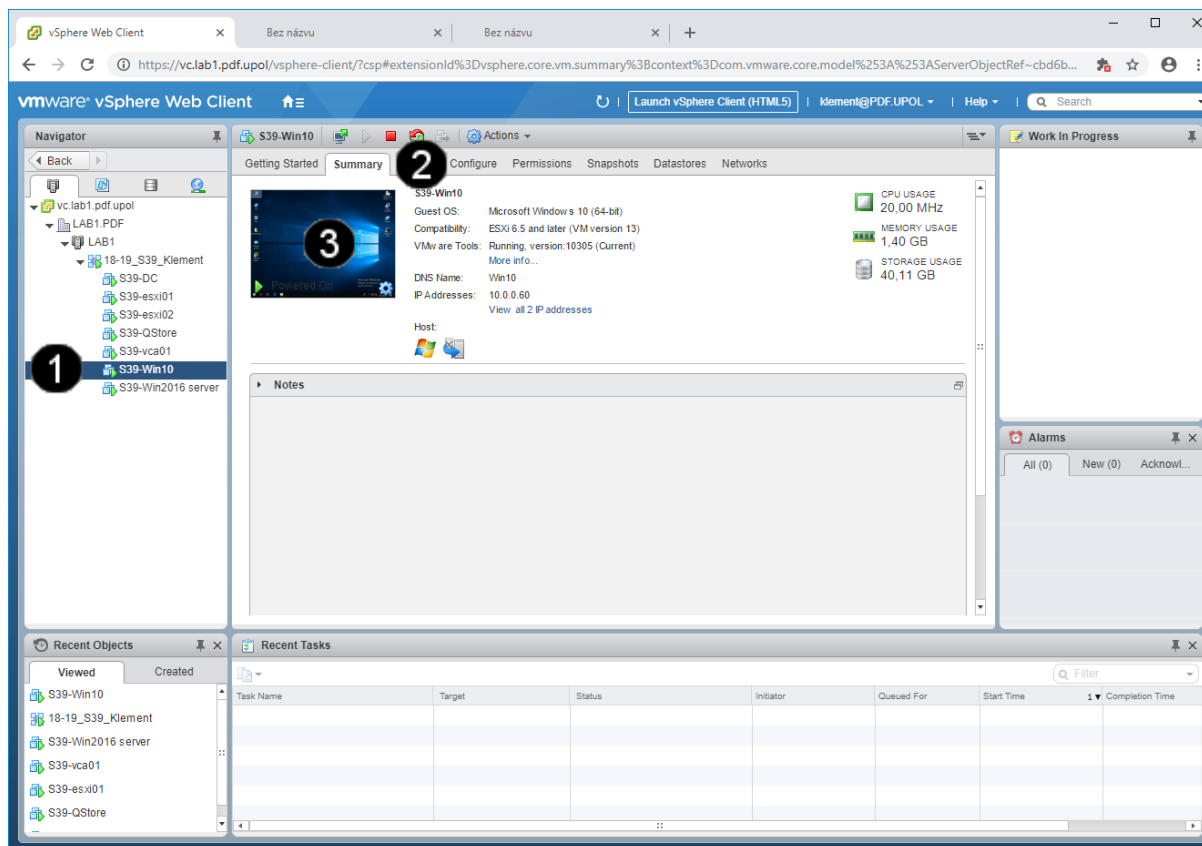 vSphere Web Client
Bez názvu
Bez názvu
https://vc.lab1.pdf.upol/vsphere-client/?csp#extensionId%3Dvsphere.core.vm.summary%3Bcontext%3Dcom.vmware.core.model%253A%253AServerObjectRef~cbd6b...
vmware® vSphere Web Client
Launch vSphere Client (HTML5)
klement@PDF.UPOL
Help
Search
Navigator
Back
vc.lab1.pdf.upol
LAB1.PDF
LAB1
18-19_S39_Klement
S39-DC
S39-esxi01
S39-esxi02
S39-QStore
S39-vca01
1
S39-Win10
S39-Win2016 server
S39-Win10
Actions
Getting Started
Summary
2
Configure
Permissions
Snapshots
Datastores
Networks
3
Powered On
S39-Win10
Guest OS: Microsoft Windows 10 (64-bit)
Compatibility: ESXi 6.5 and later (VM version 13)
VMware Tools: Running, version:10305 (Current)
More info...
DNS Name: Win10
IP Addresses: 10.0.0.60
View all 2 IP addresses
Host:
CPU USAGE
20,00 MHz
MEMORY USAGE
1,40 GB
STORAGE USAGE
40,11 GB
Notes
Work In Progress
Alarms
All (0)
New (0)
Acknowl...
Recent Objects
Viewed
Created
S39-Win10
18-19_S39_Klement
S39-Win2016 server
S39-vca01
S39-esxi01
S39-QStore
Recent Tasks
Filter
Task Name
Target
Status
Initiator
Queued For
Start Time
1
Completion Time